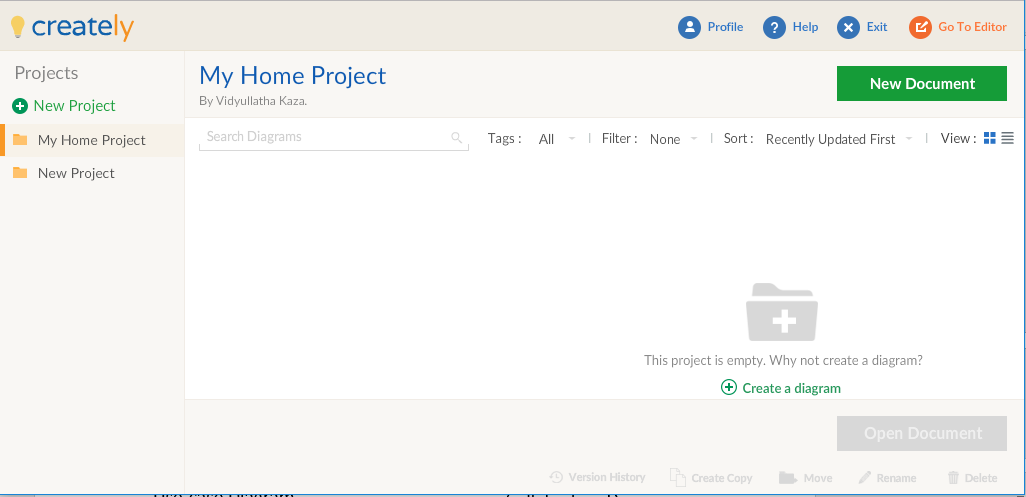 creately
Profile
Help
Exit
Go To Editor
Projects
New Project
My Home Project
New Project
My Home Project
By Vidyullatha Kaza.
New Document
Search Diagrams
Tags : All | Filter : None | Sort : Recently Updated First | View :
This project is empty. Why not create a diagram?
Create a diagram
Open Document
Version History
Create Copy
Move
Rename
Delete